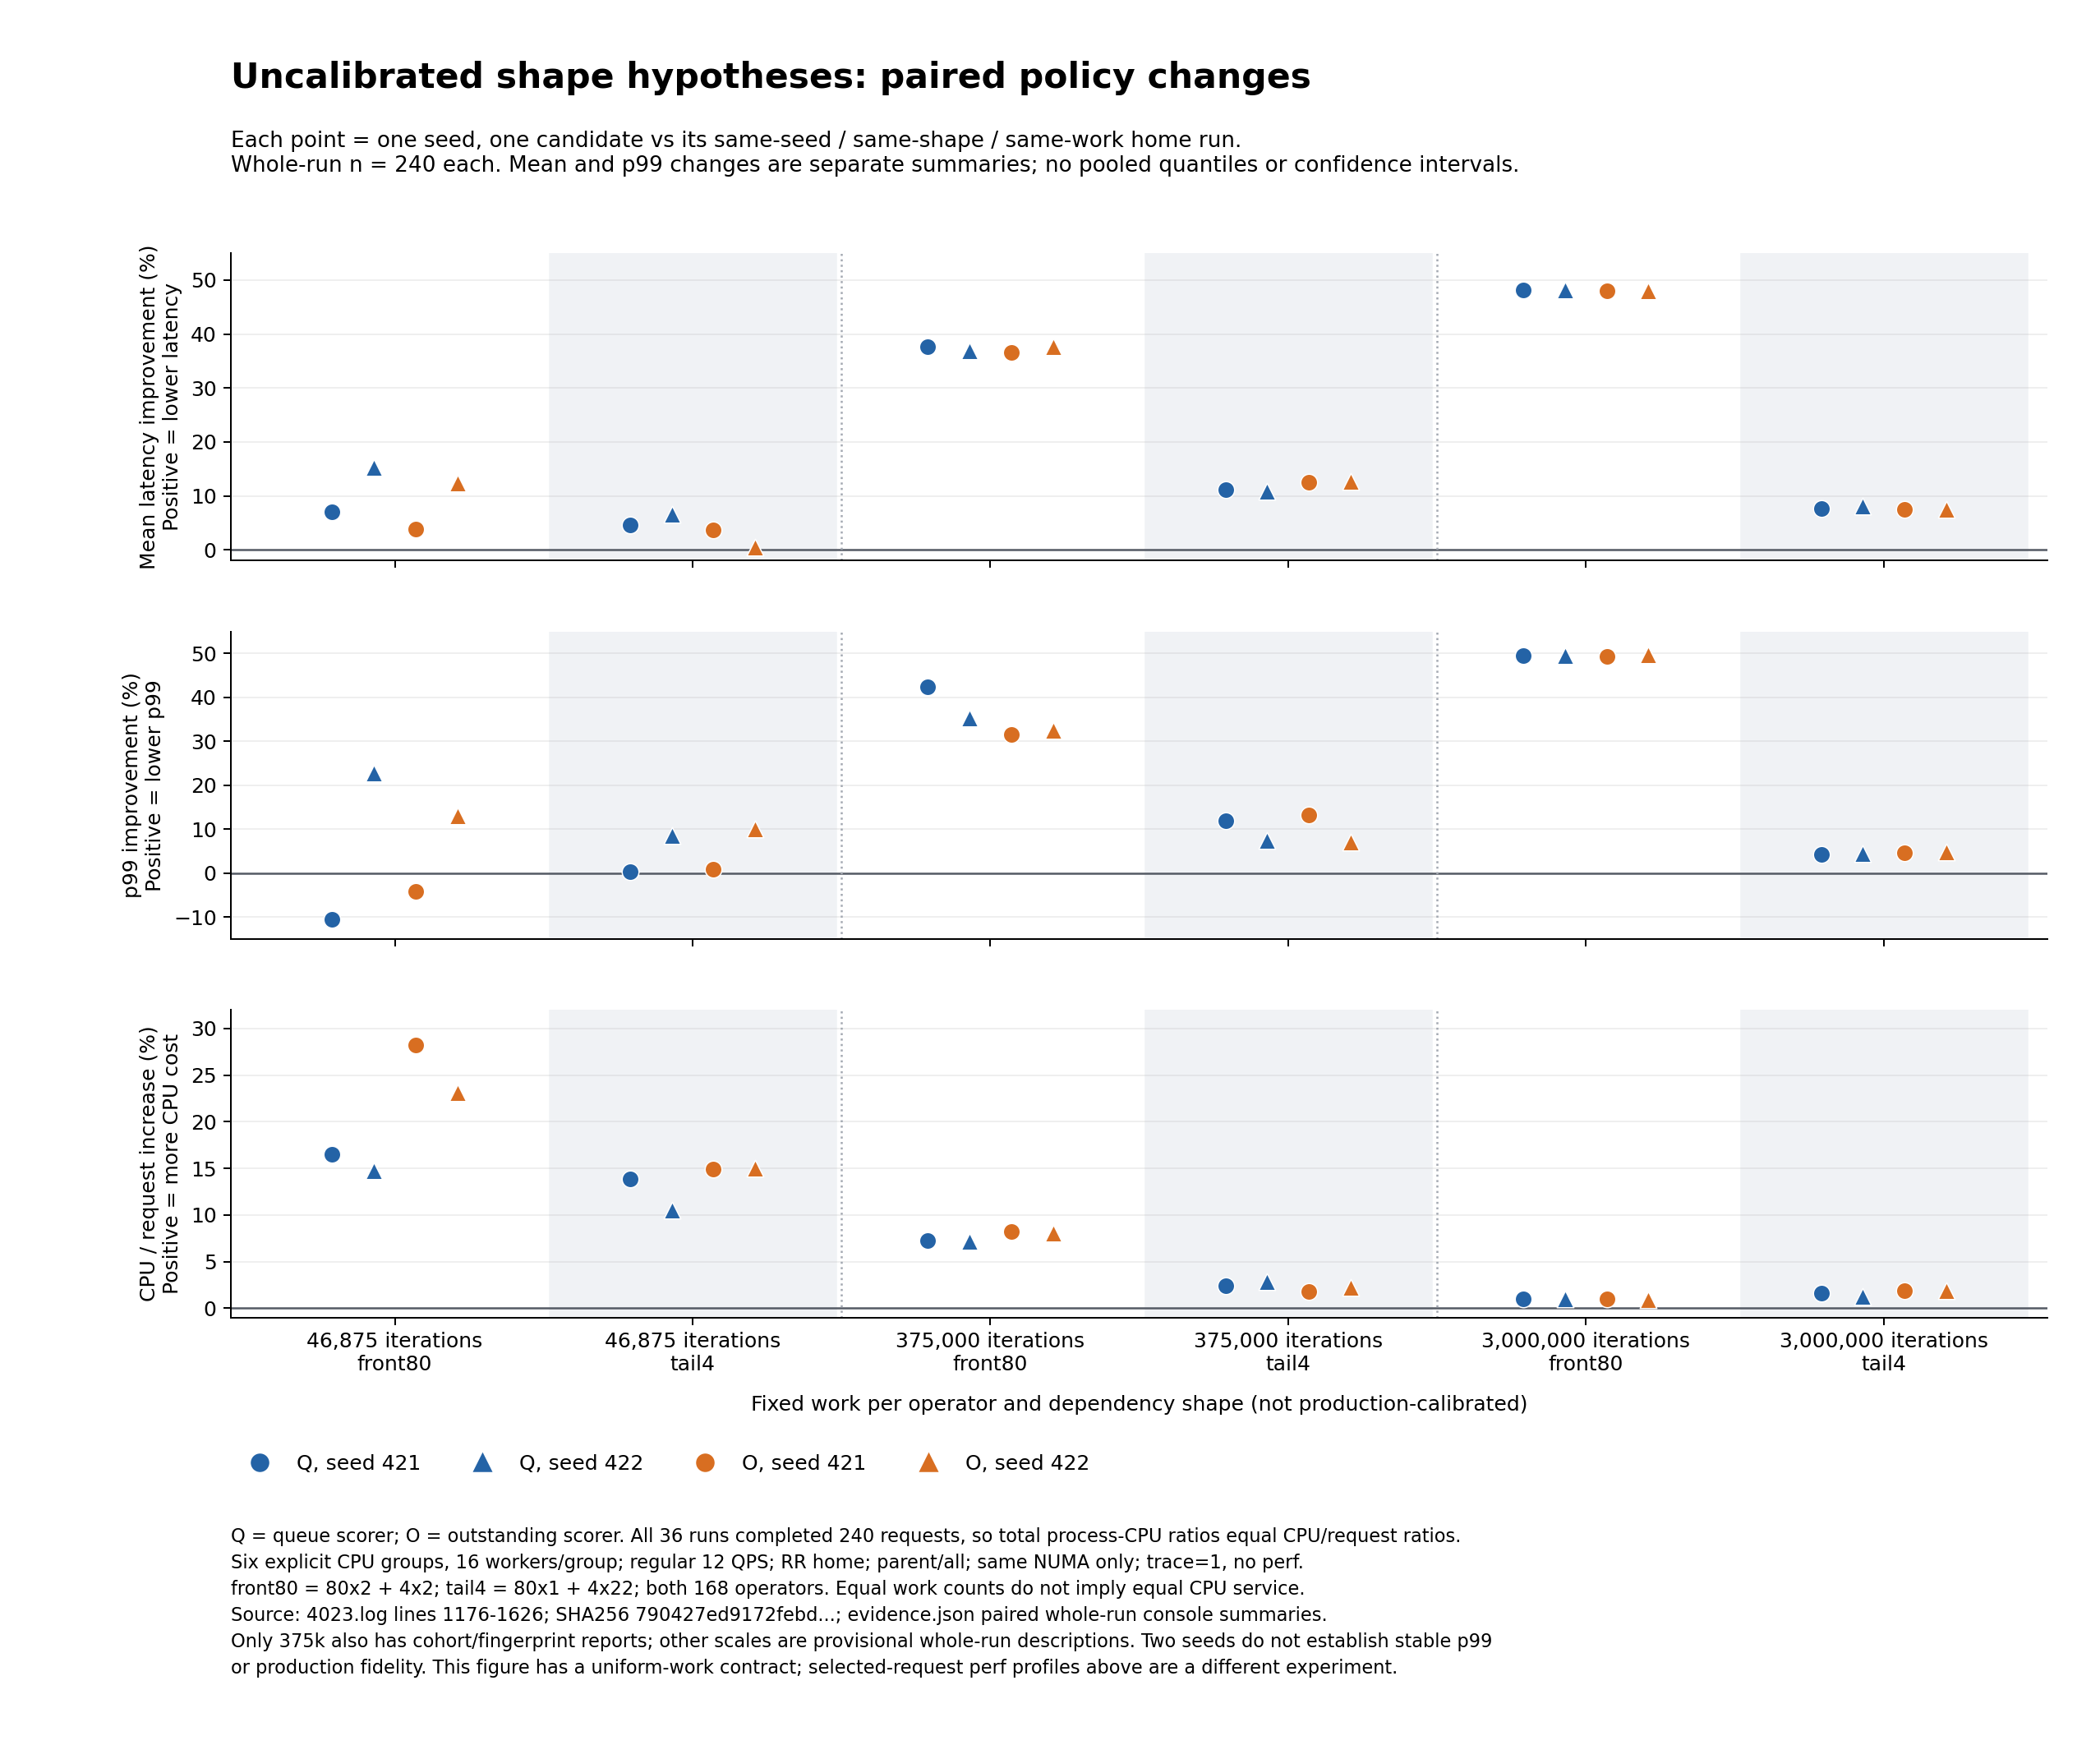 Uncalibrated shape hypotheses: paired policy changes
Each point = one seed, one candidate vs its same-seed / same-shape / same-work home run.
Whole-run n = 240 each. Mean and p99 changes are separate summaries; no pooled quantiles or confidence intervals.
Mean latency improvement (%)
Positive = lower latency
50
40
30
20
10
0
p99 improvement (%)
Positive = lower p99
50
40
30
20
10
0
−10
CPU / request increase (%)
Positive = more CPU cost
30
25
20
15
10
5
0
46,875 iterations
front80
46,875 iterations
tail4
375,000 iterations
front80
375,000 iterations
tail4
3,000,000 iterations
front80
3,000,000 iterations
tail4
Fixed work per operator and dependency shape (not production-calibrated)
Q, seed 421
Q, seed 422
O, seed 421
O, seed 422
Q = queue scorer; O = outstanding scorer. All 36 runs completed 240 requests, so total process-CPU ratios equal CPU/request ratios.
Six explicit CPU groups, 16 workers/group; regular 12 QPS; RR home; parent/all; same NUMA only; trace=1, no perf.
front80 = 80x2 + 4x2; tail4 = 80x1 + 4x22; both 168 operators. Equal work counts do not imply equal CPU service.
Source: 4023.log lines 1176-1626; SHA256 790427ed9172febd...; evidence.json paired whole-run console summaries.
Only 375k also has cohort/fingerprint reports; other scales are provisional whole-run descriptions. Two seeds do not establish stable p99
or production fidelity. This figure has a uniform-work contract; selected-request perf profiles above are a different experiment.